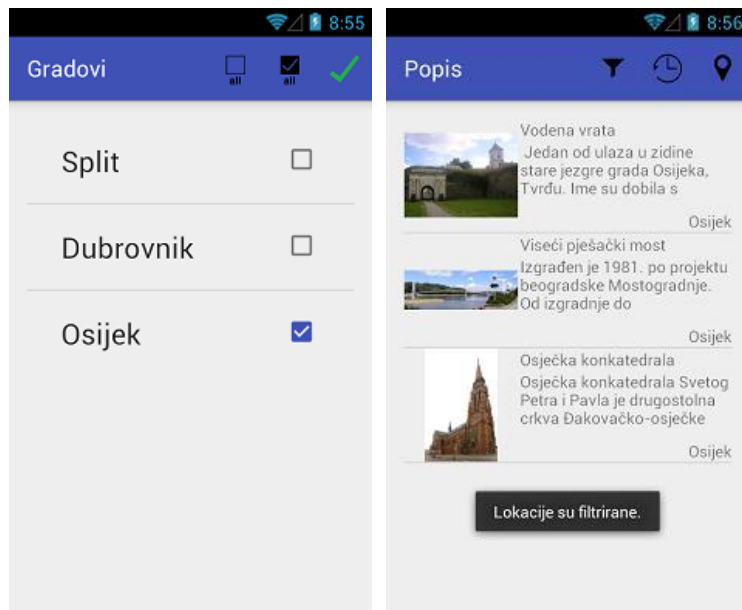 8:55
Gradovi
all
all
Split
Dubrovnik
Osijek
8:56
Popis
Vodena vrata
Jedan od ulaza u zidine
stare jezgre grada Osijeka,
Tvrđu. Ime su dobila s
Osijek
Viseći pješački most
Izgrađen je 1981. po projektu
beogradske Mostogradnje.
Od izgradnje do
Osijek
Osječka konkatedrala
Osječka konkatedrala Svetog
Petra i Pavla je drugostolna
crkva Đakovačko-osječke
Osijek
Lokacije su filtrirane.